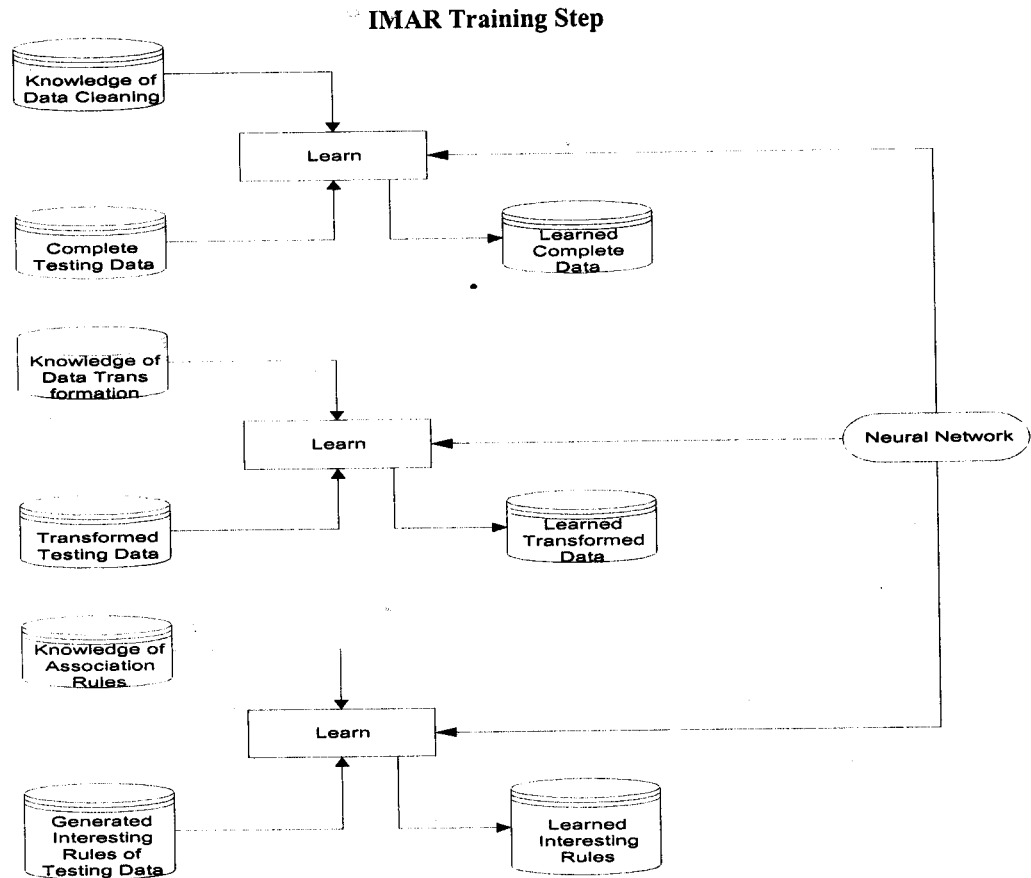 IMAR Training Step
Knowledge of
Data Cleaning
Learn
Complete
Testing Data
Learned
Complete
Data
Knowledge of
Data Trans
formation
Learn
Neural Network
Transformed
Testing Data
Learned
Transformed
Data
Knowledge of
Association
Rules
Learn
Generated
Interesting
Rules of
Testing Data
Learned
Interesting
Rules